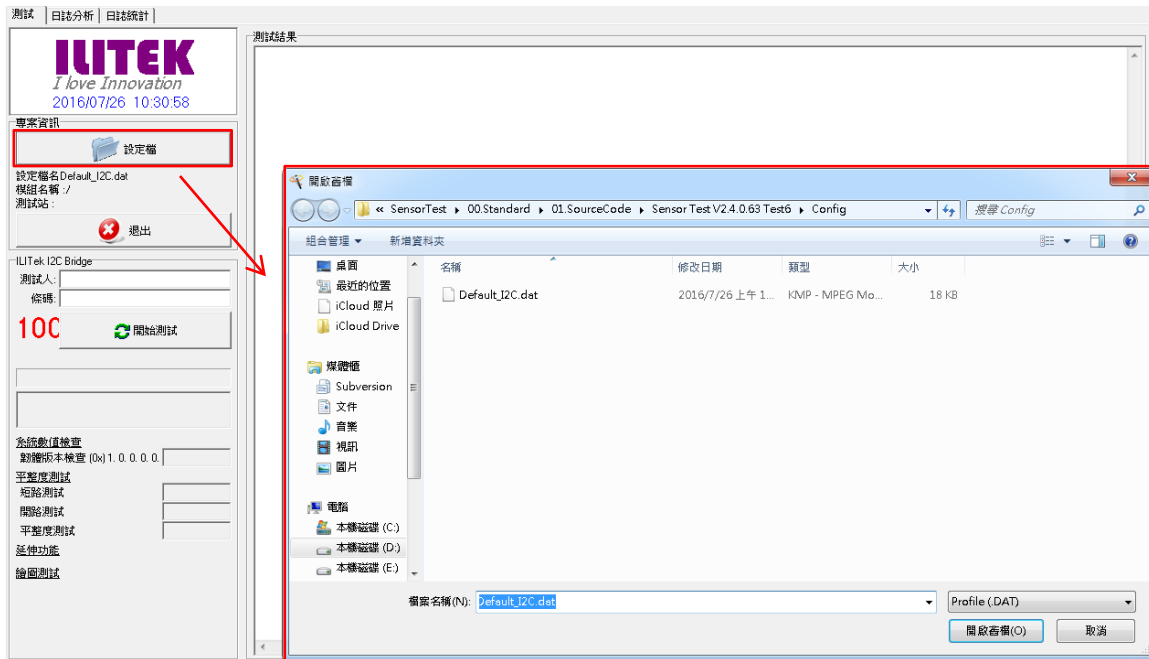 測試 日誌分析 日誌統計
ILITEK
I love Innovation
2016/07/26 10:30:58
專案資訊
設定檔
設定檔名Default_I2C.dat
模組名稱 :/
測試站 :
退出
ILITek I2C Bridge
測試人:
條碼:
100
開始測試
系統數值檢查
韌體版本檢查 (0x) 1. 0. 0. 0. 0.
平整度測試
短路測試
開路測試
平整度測試
延伸功能
繪圖測試
測試結果
開啟舊檔
« SensorTest ▸ 00.Standard ▸ 01.SourceCode ▸ Sensor Test V2.4.0.63 Test6 ▸ Config
搜尋 Config
組合管理 ▼ 新增資料夾
桌面
最近的位置
iCloud 照片
iCloud Drive
媒體櫃
Subversion
文件
音樂
視訊
圖片
電腦
本機磁碟 (C:)
本機磁碟 (D:)
本機磁碟 (E:)
名稱 修改日期 類型 大小
Default_I2C.dat 2016/7/26 上午 1... KMP - MPEG Mo... 18 KB
檔案名稱(N): Default_I2C.dat
Profile (.DAT)
開啟舊檔(O) 取消